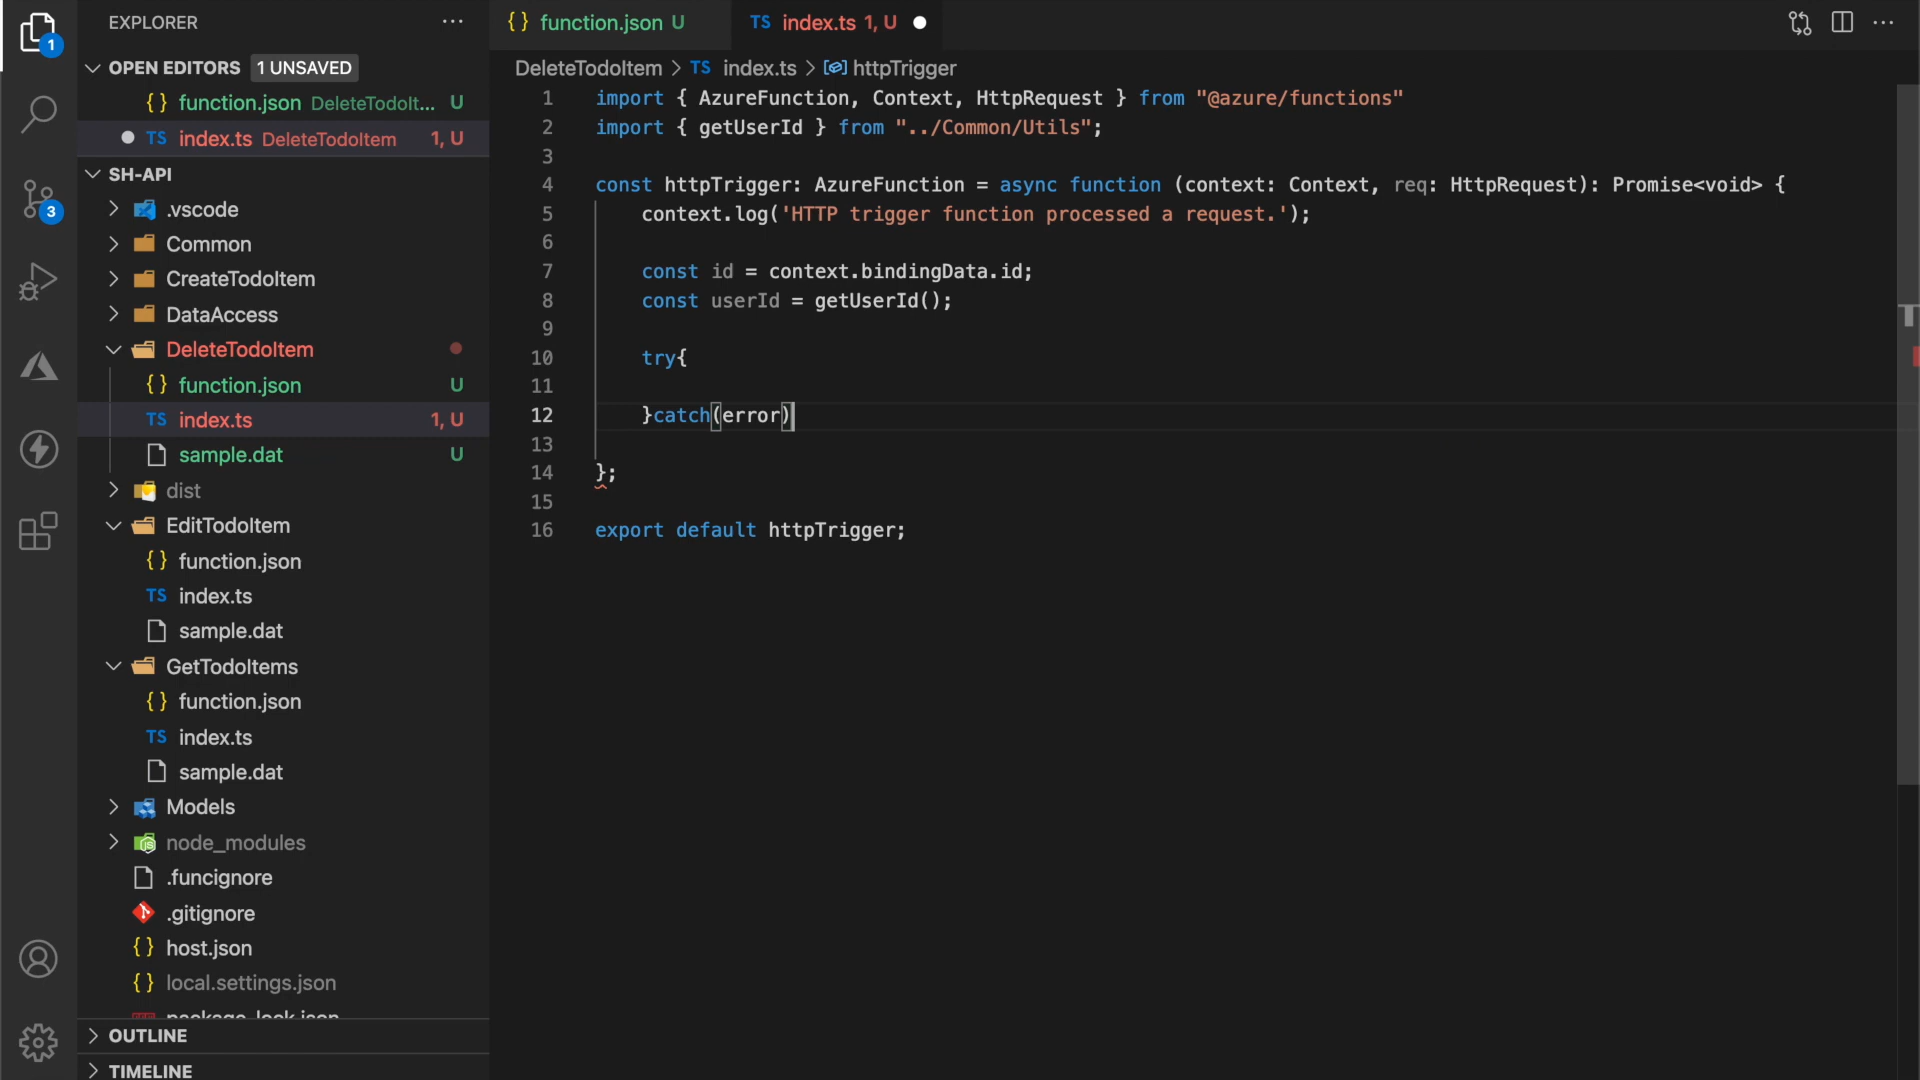 EXPLORER
OPEN EDITORS 1 UNSAVED
{} function.json DeleteTodoIt... U
TS index.ts DeleteTodoItem 1, U
SH-API
.vscode
Common
CreateTodoItem
DataAccess
DeleteTodoItem
{} function.json U
TS index.ts 1, U
sample.dat U
dist
EditTodoItem
{} function.json
TS index.ts
sample.dat
GetTodoItems
{} function.json
TS index.ts
sample.dat
Models
node_modules
.funcignore
.gitignore
{} host.json
{} local.settings.json
package-lock.json
OUTLINE
TIMELINE
1
3
{} function.json U
TS index.ts 1, U
DeleteTodoItem > TS index.ts > httpTrigger
1 import { AzureFunction, Context, HttpRequest } from "@azure/functions"
2 import { getUserId } from "../Common/Utils";
3
4 const httpTrigger: AzureFunction = async function (context: Context, req: HttpRequest): Promise<void> {
5 context.log('HTTP trigger function processed a request.');
6
7 const id = context.bindingData.id;
8 const userId = getUserId();
9
10 try{
11
12 }catch(error)
13
14 };
15
16 export default httpTrigger;